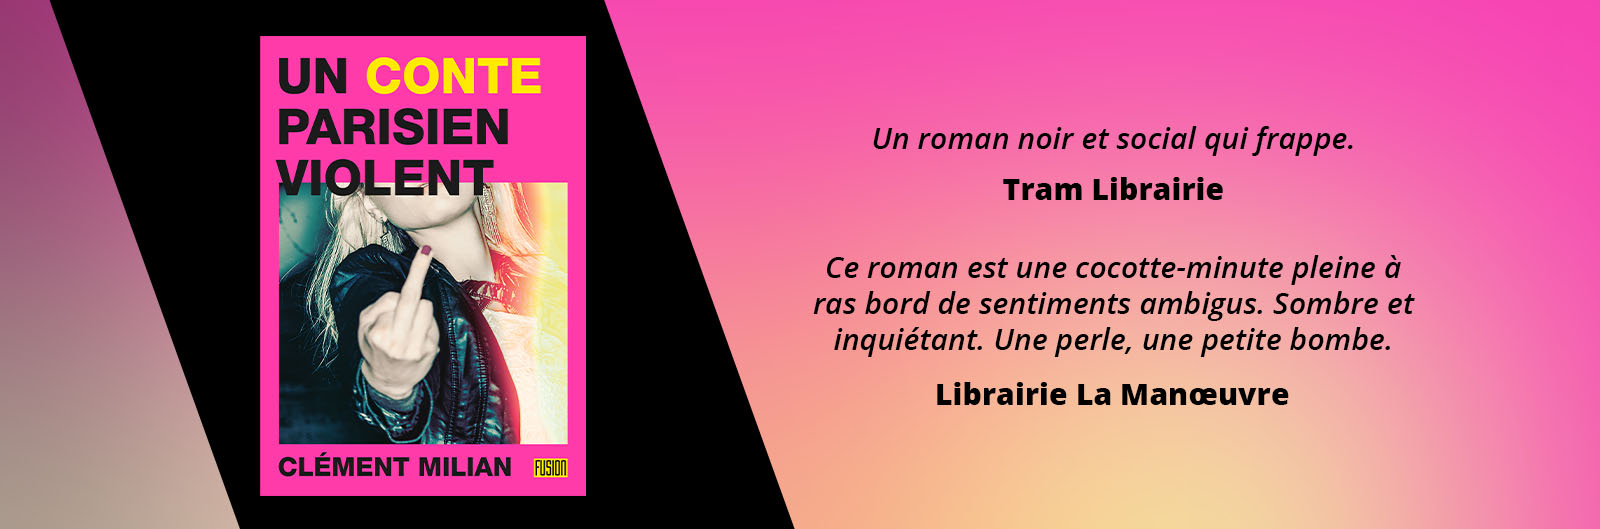 UN CONTE
PARISIEN
VIOLENT
CLÉMENT MILIAN
FUSION
Un roman noir et social qui frappe.
Tram Librairie
Ce roman est une cocotte-minute pleine à
ras bord de sentiments ambigus. Sombre et
inquiétant. Une perle, une petite bombe.
Librairie La Manœuvre